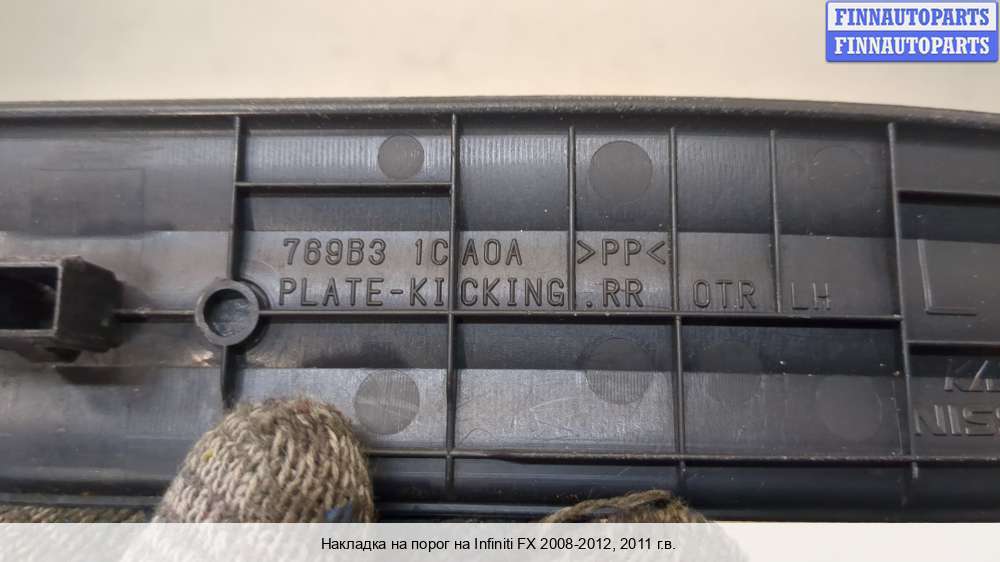 FINNAUTOPARTS
FINNAUTOPARTS
769B3 1CA0A >PP<
PLATE-KICKING.RR OTR LH
L
Накладка на порог на Infiniti FX 2008-2012, 2011 г.в.